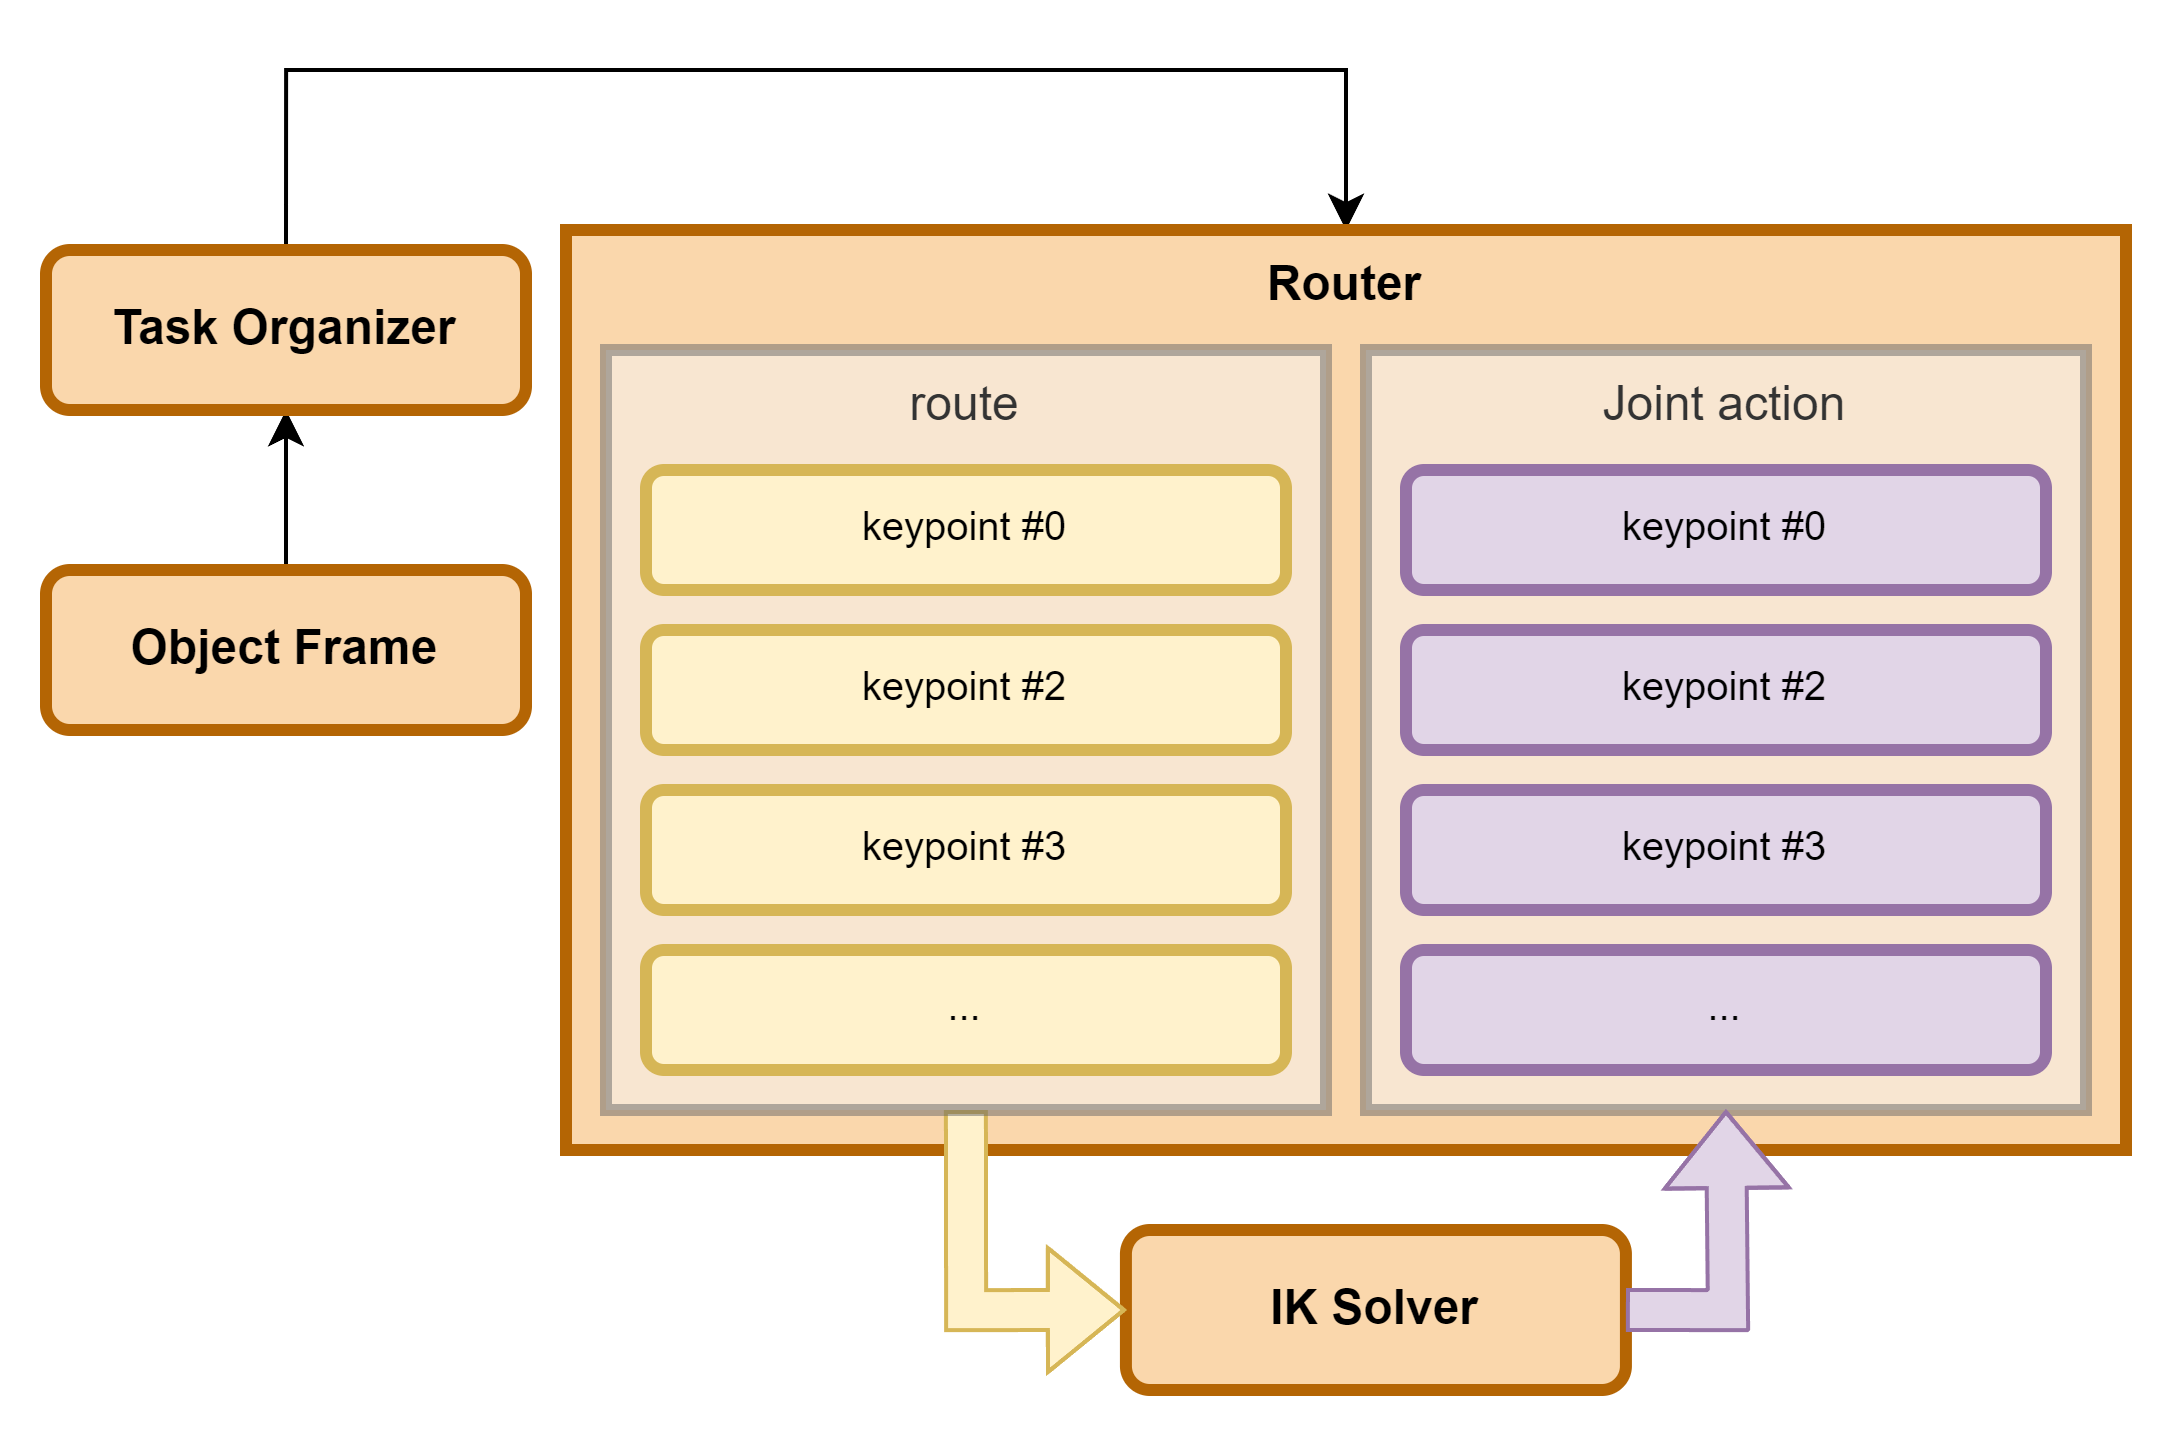 Task Organizer
Object Frame
Router
route
keypoint #0
keypoint #2
keypoint #3
...
Joint action
keypoint #0
keypoint #2
keypoint #3
...
IK Solver